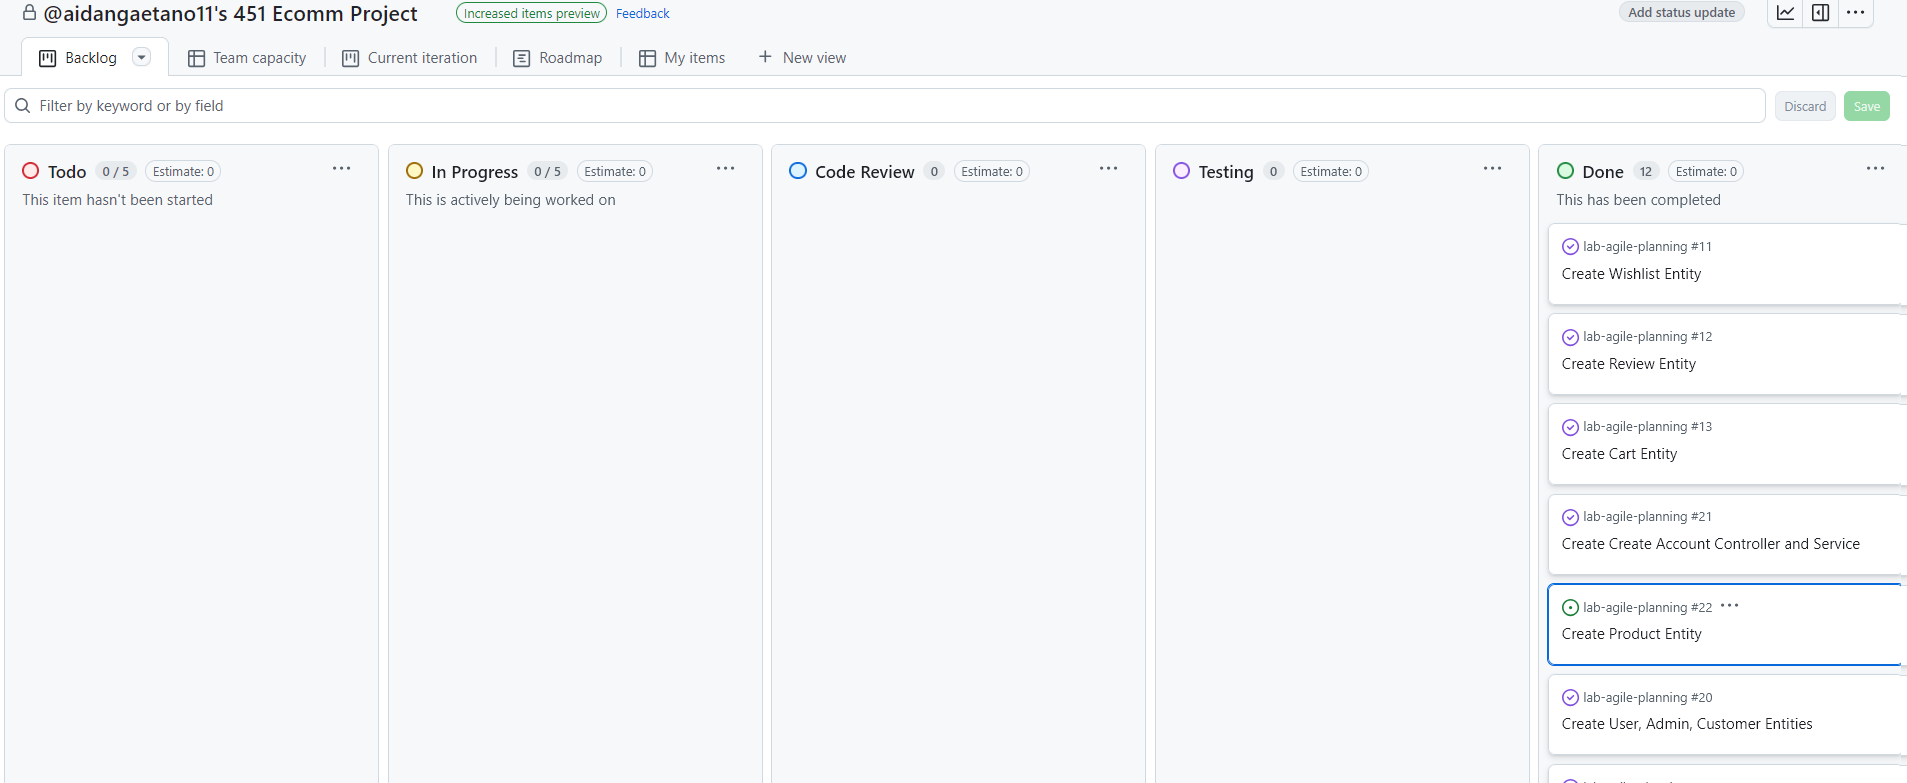 @aidangaetano11's 451 Ecomm Project
Increased items preview
Feedback
Add status update
Backlog
Team capacity
Current iteration
Roadmap
My items
New view
Filter by keyword or by field
Discard
Save
Todo 0 / 5 Estimate: 0
This item hasn't been started
In Progress 0 / 5 Estimate: 0
This is actively being worked on
Code Review 0 Estimate: 0
Testing 0 Estimate: 0
Done 12 Estimate: 0
This has been completed
lab-agile-planning #11
Create Wishlist Entity
lab-agile-planning #12
Create Review Entity
lab-agile-planning #13
Create Cart Entity
lab-agile-planning #21
Create Create Account Controller and Service
lab-agile-planning #22
Create Product Entity
lab-agile-planning #20
Create User, Admin, Customer Entities